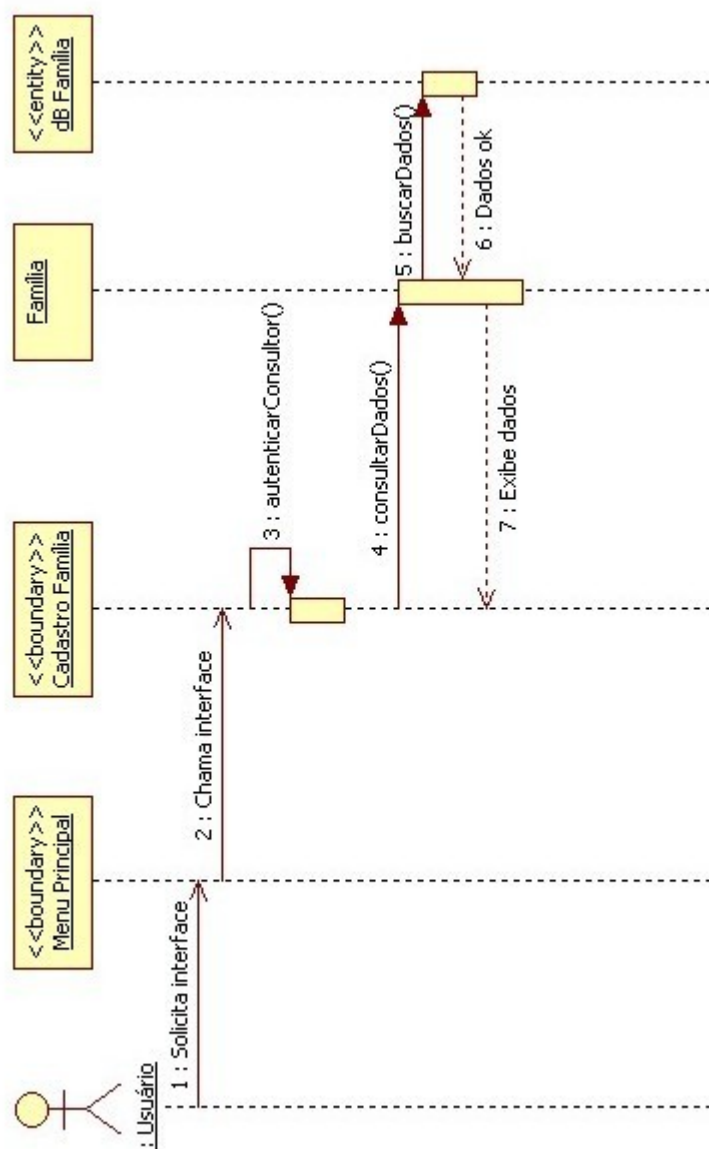 : Usuário
<<boundary>>
Menu Principal
<<boundary>>
Cadastro Família
Família
<<entity>>
dB Família
1 : Solicita interface
2 : Chama interface
3 : autenticarConsultor()
4 : consultarDados()
5 : buscarDados()
6 : Dados ok
7 : Exibe dados